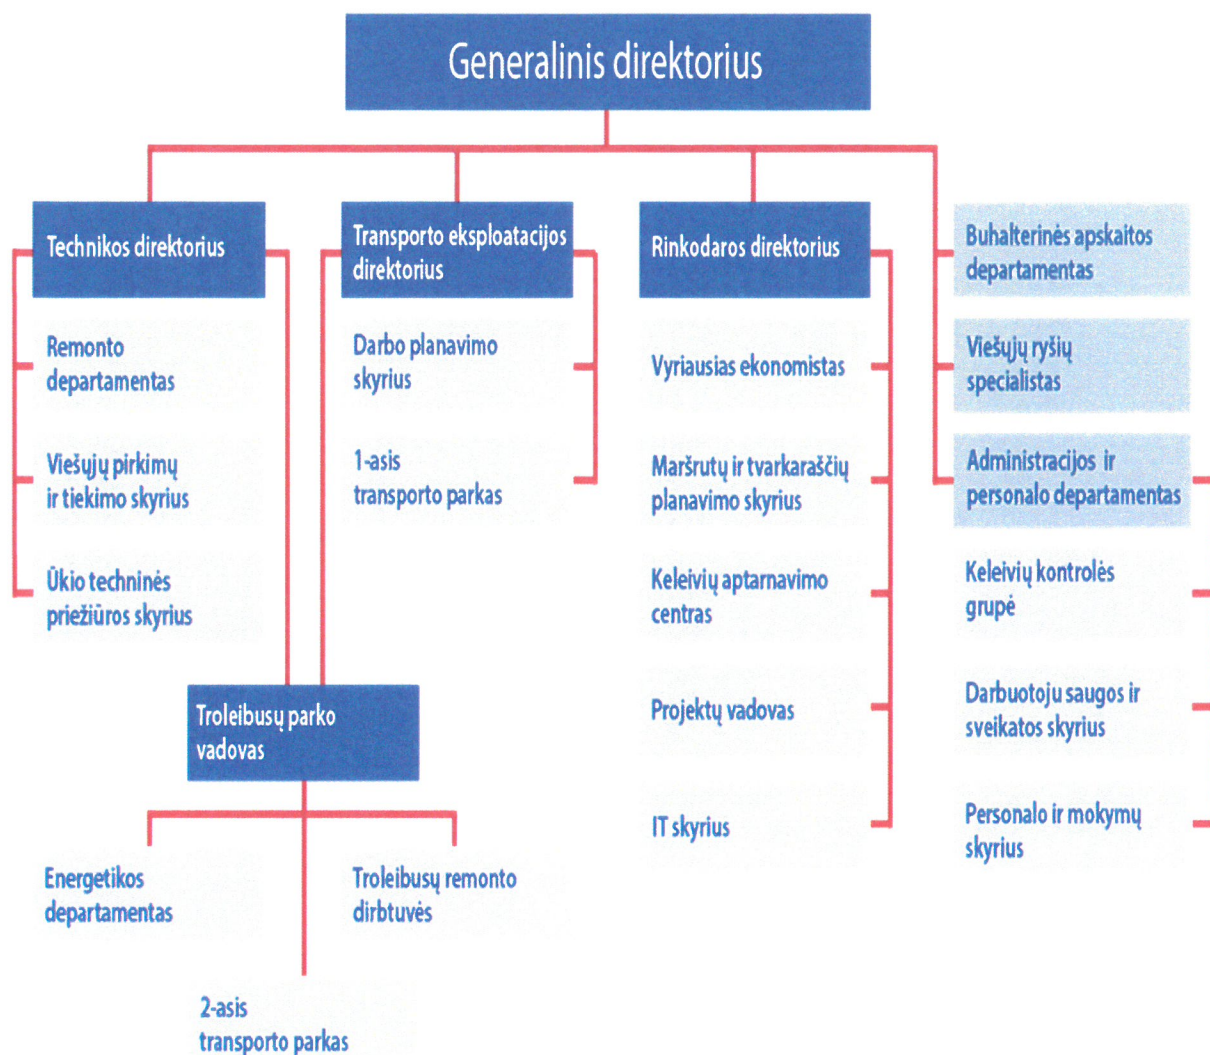 Generalinis direktorius
Technikos direktorius
Remonto
departamentas
Viešųjų pirkimų
ir tiekimo skyrius
Ūkio techninės
priežiūros skyrius
Transporto eksploatacijos
direktorius
Darbo planavimo
skyrius
1-asis
transporto parkas
Troleibusų parko
vadovas
Energetikos
departamentas
Troleibusų remonto
dirbtuvės
2-asis
transporto parkas
Rinkodaros direktorius
Vyriausias ekonomistas
Maršrutų ir tvarkaraščių
planavimo skyrius
Keleivių aptarnavimo
centras
Projektų vadovas
IT skyrius
Buhalterinės apskaitos
departamentas
Viešųjų ryšių
specialistas
Administracijos ir
personalo departamentas
Keleivių kontrolės
grupė
Darbuotoju saugos ir
sveikatos skyrius
Personalo ir mokymų
skyrius